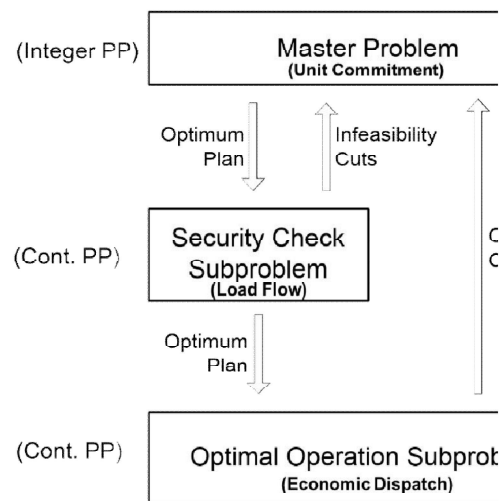 (Integer PP)
Master Problem
(Unit Commitment)
Optimum
Plan
Infeasibility
Cuts
(Cont. PP)
Security Check
Subproblem
(Load Flow)
Optimum
Plan
(Cont. PP)
Optimal Operation
(Economic Dispatch)